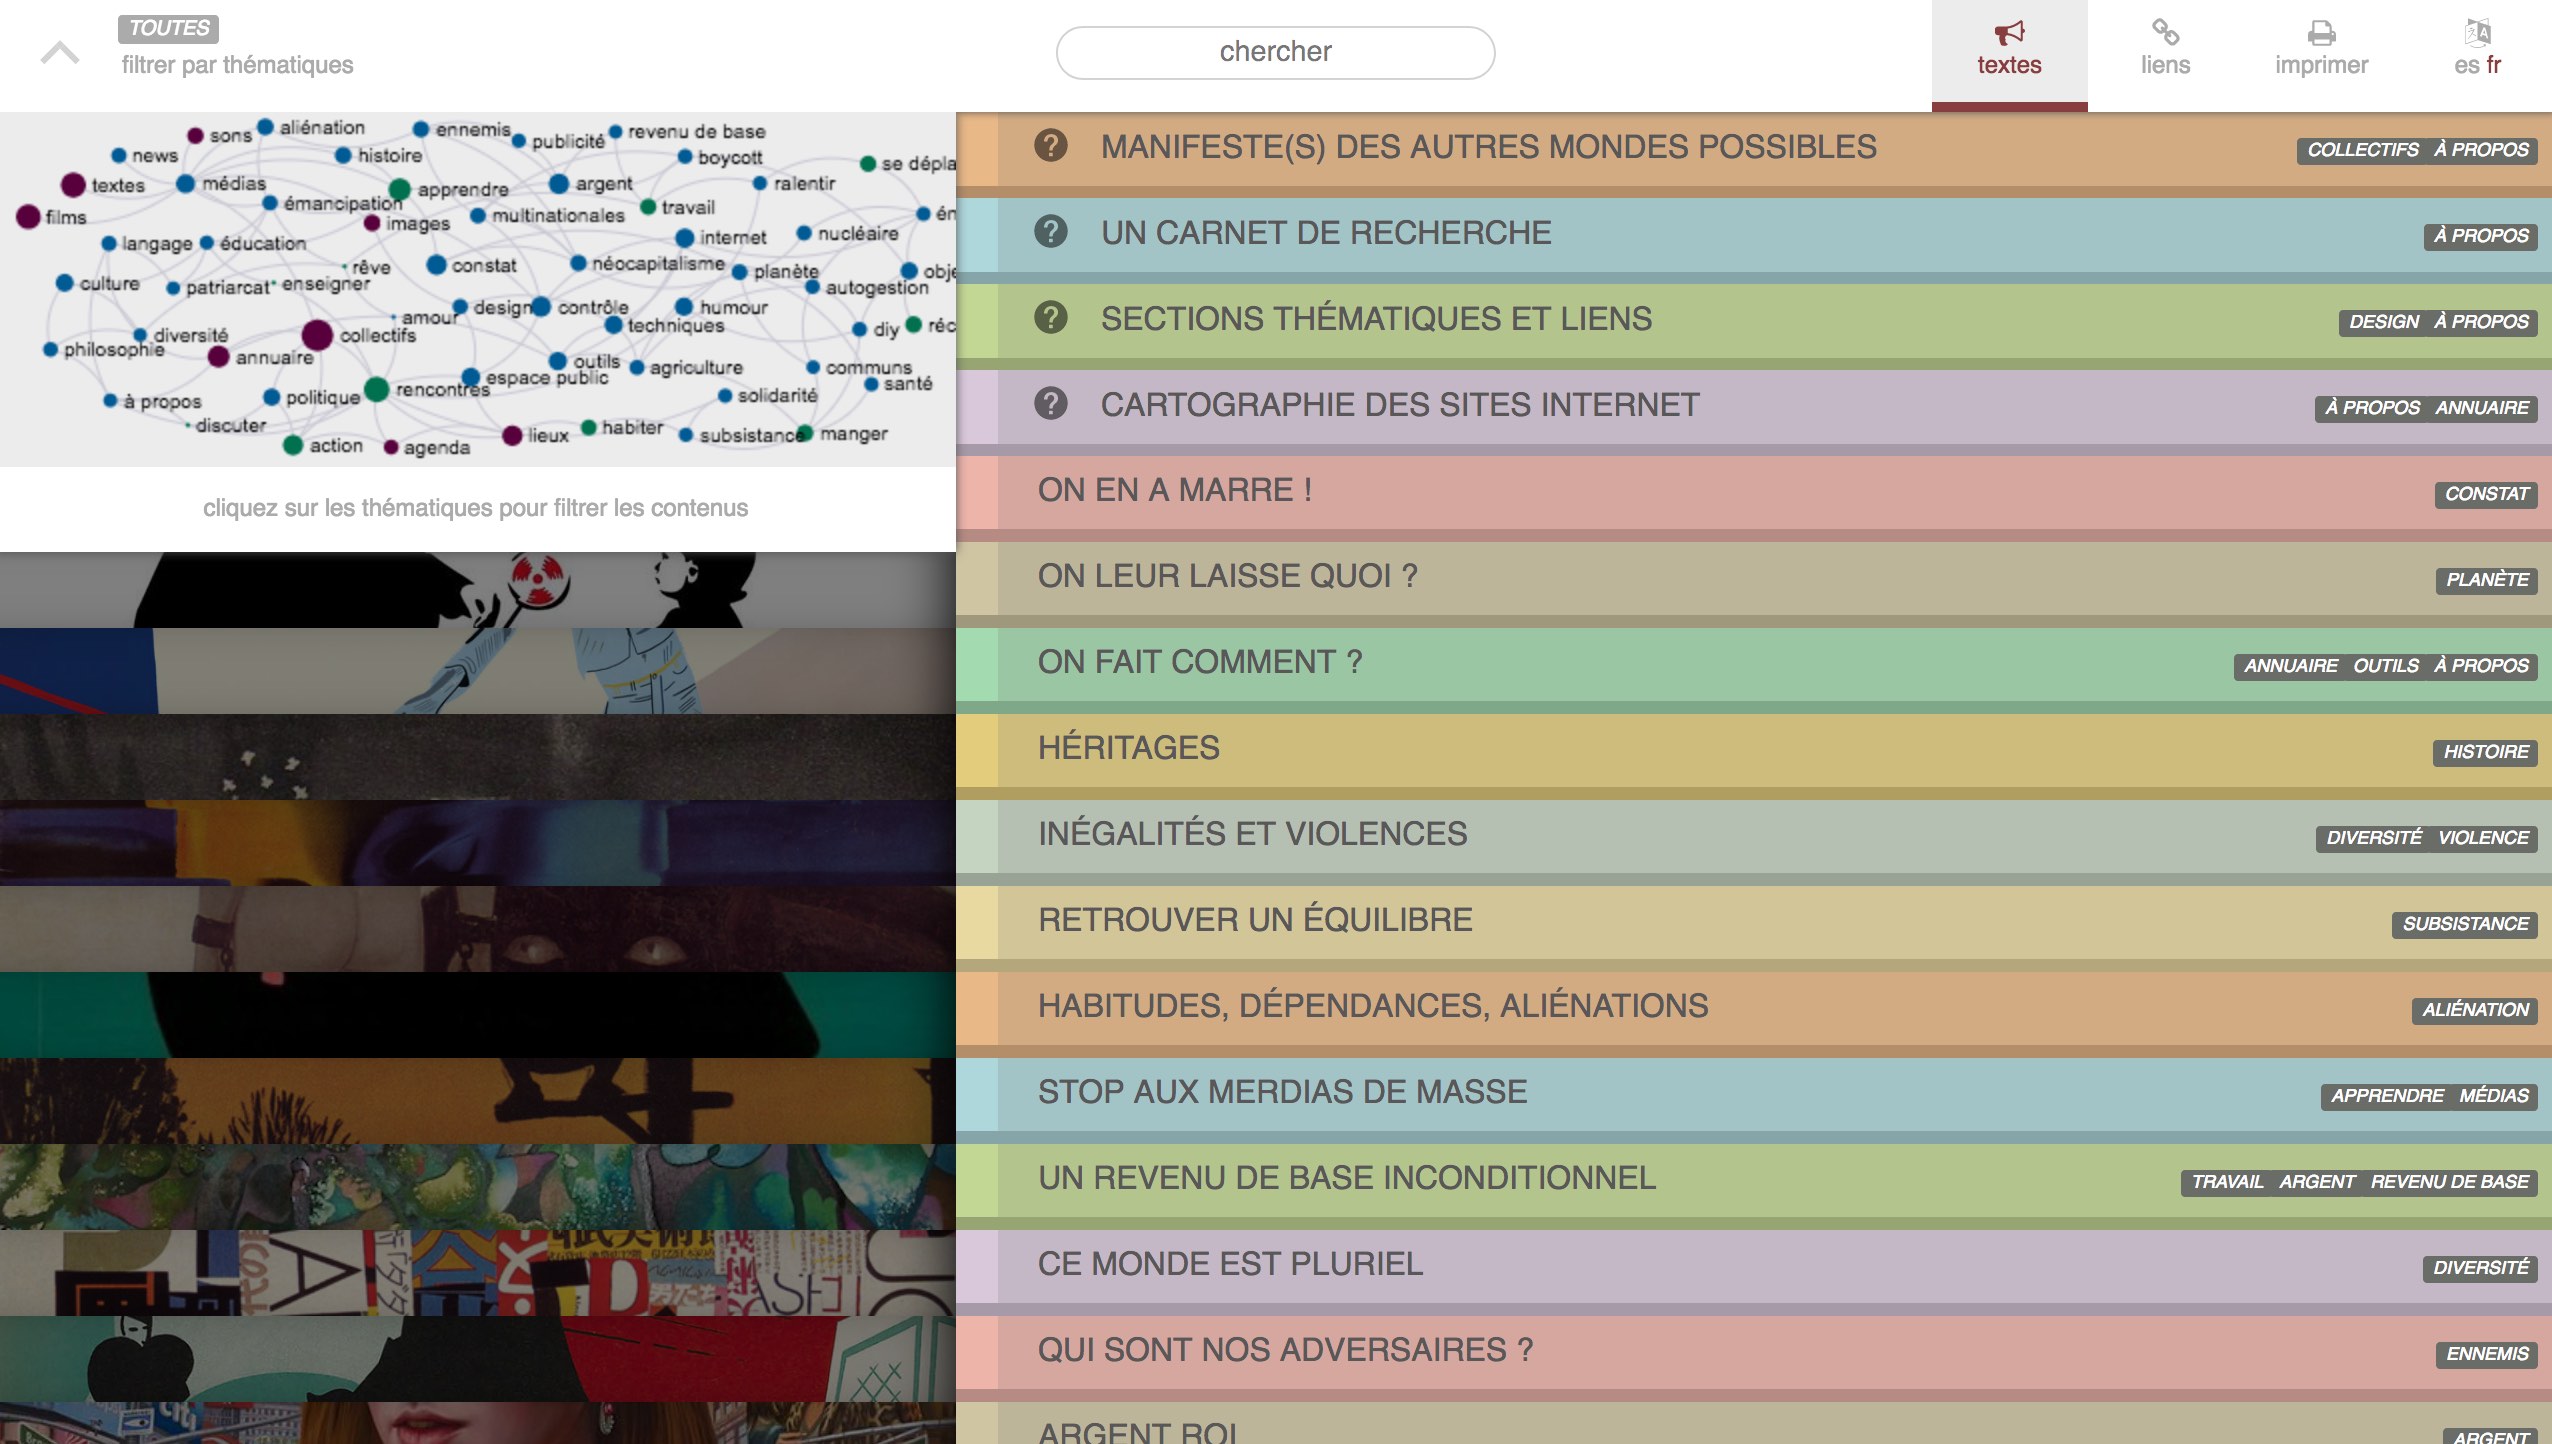 TOUTES
filtrer par thématiques
chercher
textes
liens
imprimer
es fr
sons
aliénation
ennemis
publicité
revenu de base
news
histoire
boycott
se dépla
textes
médias
apprendre
argent
ralentir
films
émancipation
images
multinationales
travail
én
langage
éducation
internet
nucléaire
rêve
constat
néocapitalisme
planète
obje
culture
patriarcat
enseigner
autogestion
amour
design
contrôle
humour
techniques
diversité
collectifs
diy
réc
philosophie
annuaire
outils
agriculture
communs
espace public
santé
à propos
politique
rencontres
solidarité
discuter
action
agenda
lieux
habiter
subsistance
manger
cliquez sur les thématiques pour filtrer les contenus
MANIFESTE(S) DES AUTRES MONDES POSSIBLES
COLLECTIFS À PROPOS
UN CARNET DE RECHERCHE
À PROPOS
SECTIONS THÉMATIQUES ET LIENS
DESIGN À PROPOS
CARTOGRAPHIE DES SITES INTERNET
À PROPOS ANNUAIRE
ON EN A MARRE !
CONSTAT
ON LEUR LAISSE QUOI ?
PLANÈTE
ON FAIT COMMENT ?
ANNUAIRE OUTILS À PROPOS
HÉRITAGES
HISTOIRE
INÉGALITÉS ET VIOLENCES
DIVERSITÉ VIOLENCE
RETROUVER UN ÉQUILIBRE
SUBSISTANCE
HABITUDES, DÉPENDANCES, ALIÉNATIONS
ALIÉNATION
STOP AUX MERDIAS DE MASSE
APPRENDRE MÉDIAS
UN REVENU DE BASE INCONDITIONNEL
TRAVAIL ARGENT REVENU DE BASE
CE MONDE EST PLURIEL
DIVERSITÉ
QUI SONT NOS ADVERSAIRES ?
ENNEMIS
ARGENT ROI
ARGENT